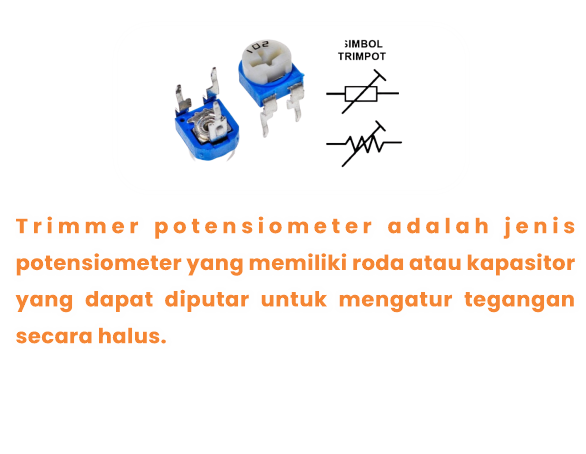 102
SIMBOL
TRIMPOT
Trimmer potensiometer adalah jenis
potensiometer yang memiliki roda atau kapasitor
yang dapat diputar untuk mengatur tegangan
secara halus.